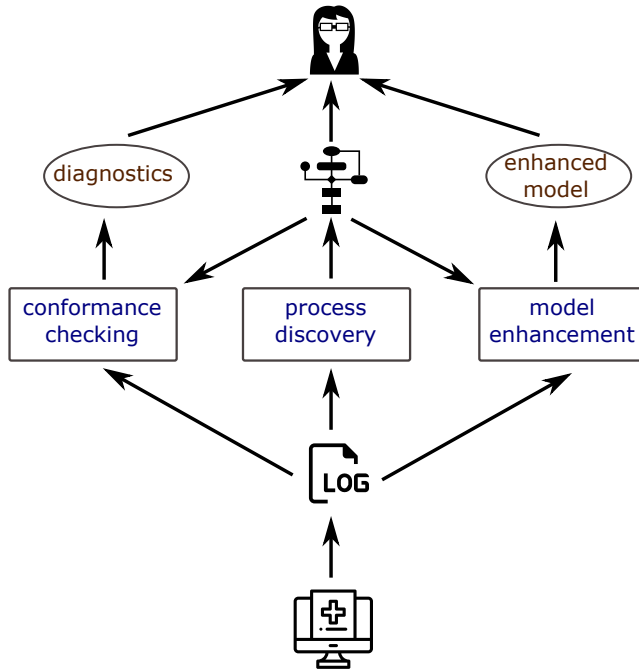 diagnostics
enhanced
model
conformance
checking
process
discovery
model
enhancement
LOG